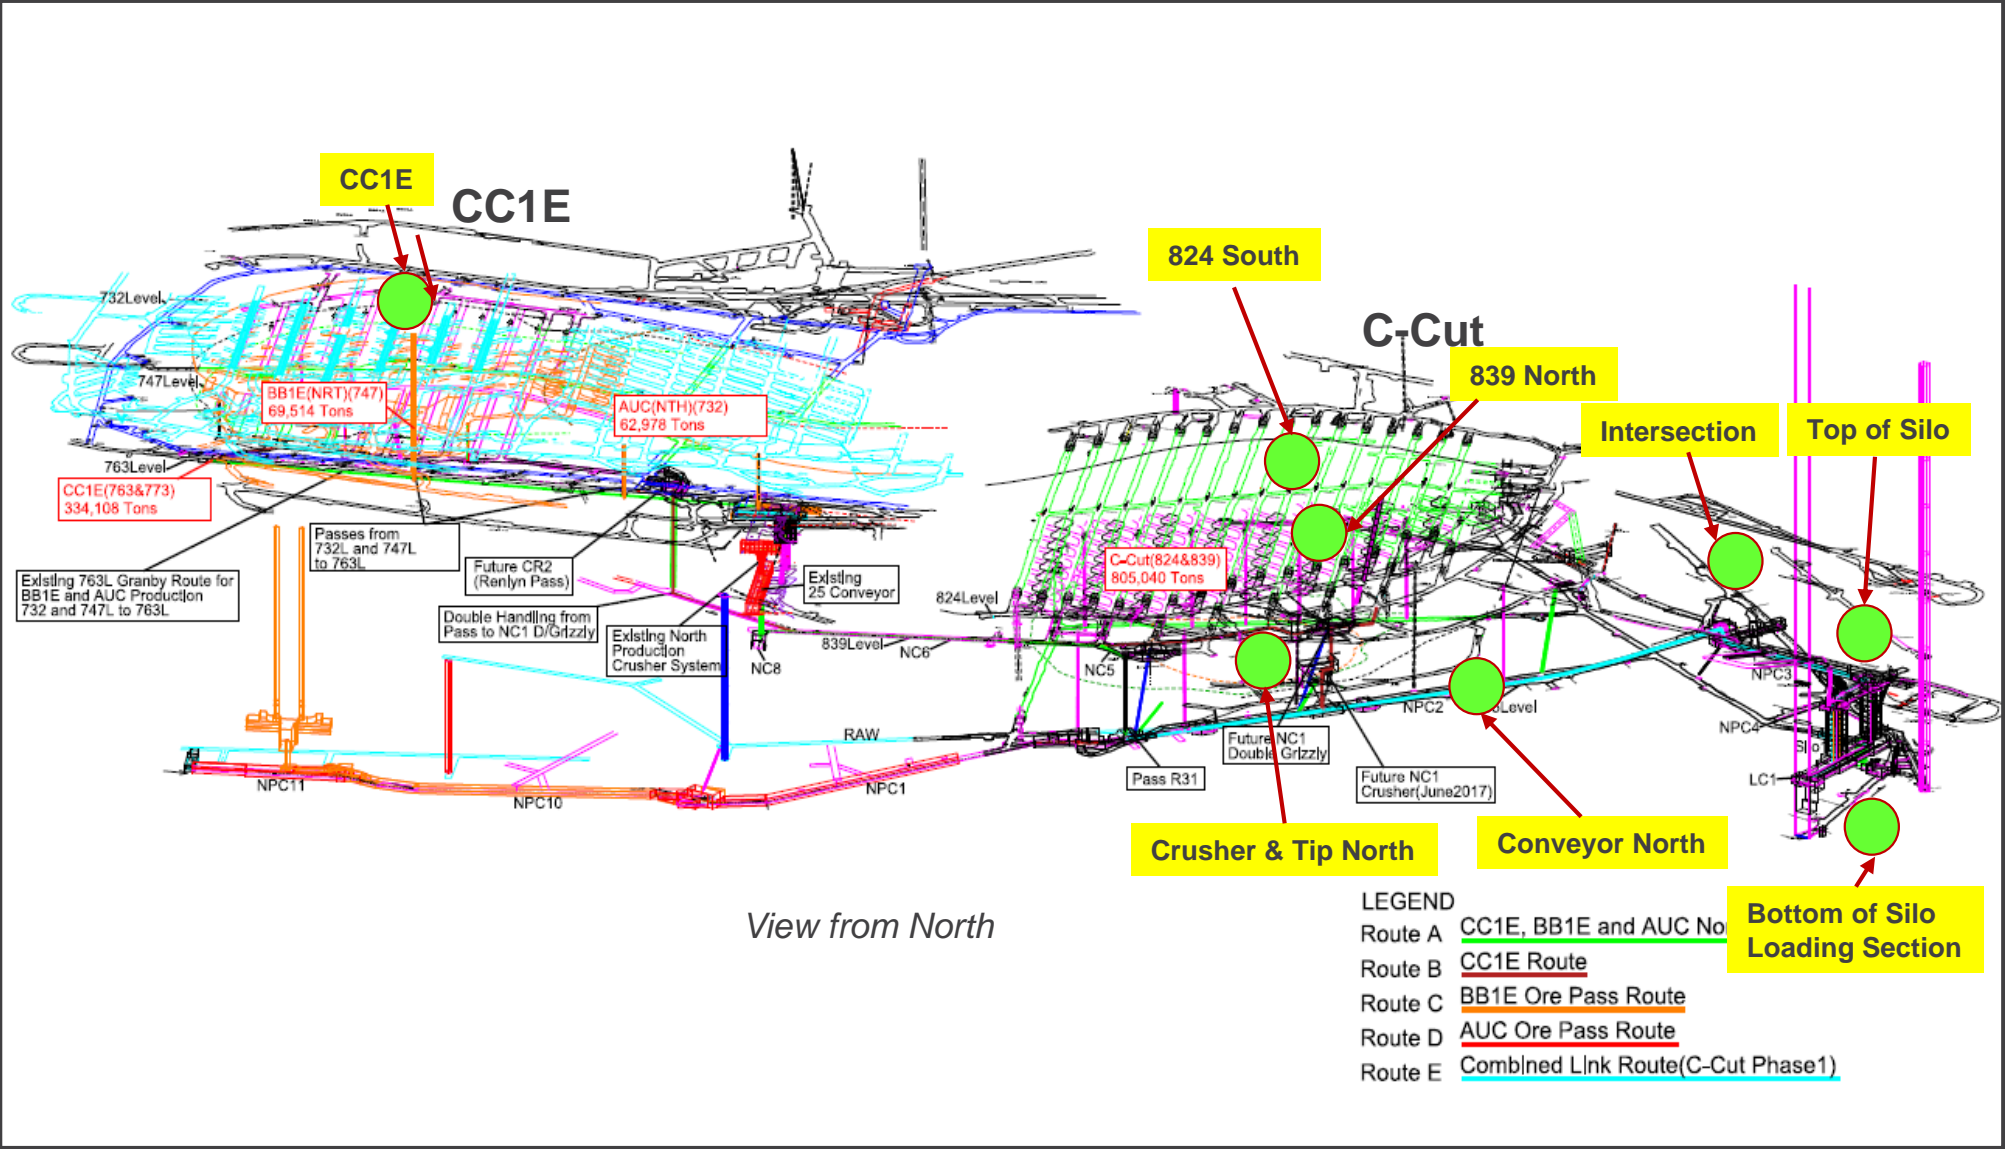 CC1E
CC1E
824 South
C-Cut
839 North
Intersection
Top of Silo
732Level
747Level
BB1E(NRT)(747)
69,514 Tons
AUC(NTH)(732)
62,978 Tons
763Level
CC1E(763&773)
334,108 Tons
Passes from
732L and 747L
to 763L
Future CR2
(Renlyn Pass)
Existing
25 Conveyor
Existing 763L Granby Route for
BB1E and AUC Production
732 and 747L to 763L
Double Handling from
Pass to NC1 D/Grizzly
Existing North
Production
Crusher System
NC8
839Level
NC6
824Level
C-Cut(824&839)
805,040 Tons
NC5
NPC3
NPC2
Level
NPC4
Silo
LC1
RAW
Future NC1
Double Grizzly
Pass R31
Future NC1
Crusher(June2017)
NPC11
NPC10
NPC1
Crusher & Tip North
Conveyor North
Bottom of Silo
Loading Section
View from North
LEGEND
Route A CC1E, BB1E and AUC
Route B CC1E Route
Route C BB1E Ore Pass Route
Route D AUC Ore Pass Route
Route E Combined Link Route(C-Cut Phase1)